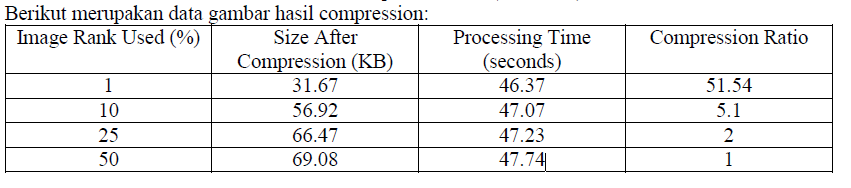 Berikut merupakan data gambar hasil compression:
Image Rank Used (%) Size After Compression (KB) Processing Time (seconds) Compression Ratio
1 31.67 46.37 51.54
10 56.92 47.07 5.1
25 66.47 47.23 2
50 69.08 47.74 1